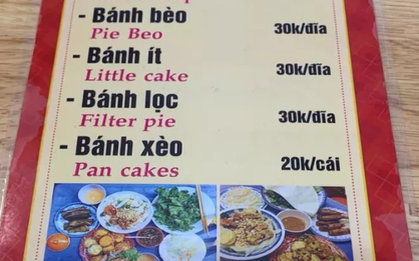 - Bánh bèo 30k/đĩa
Pie Beo
- Bánh ít 30k/đĩa
Little cake
- Bánh lọc 30k/đĩa
Filter pie
- Bánh xèo 20k/cái
Pan cakes